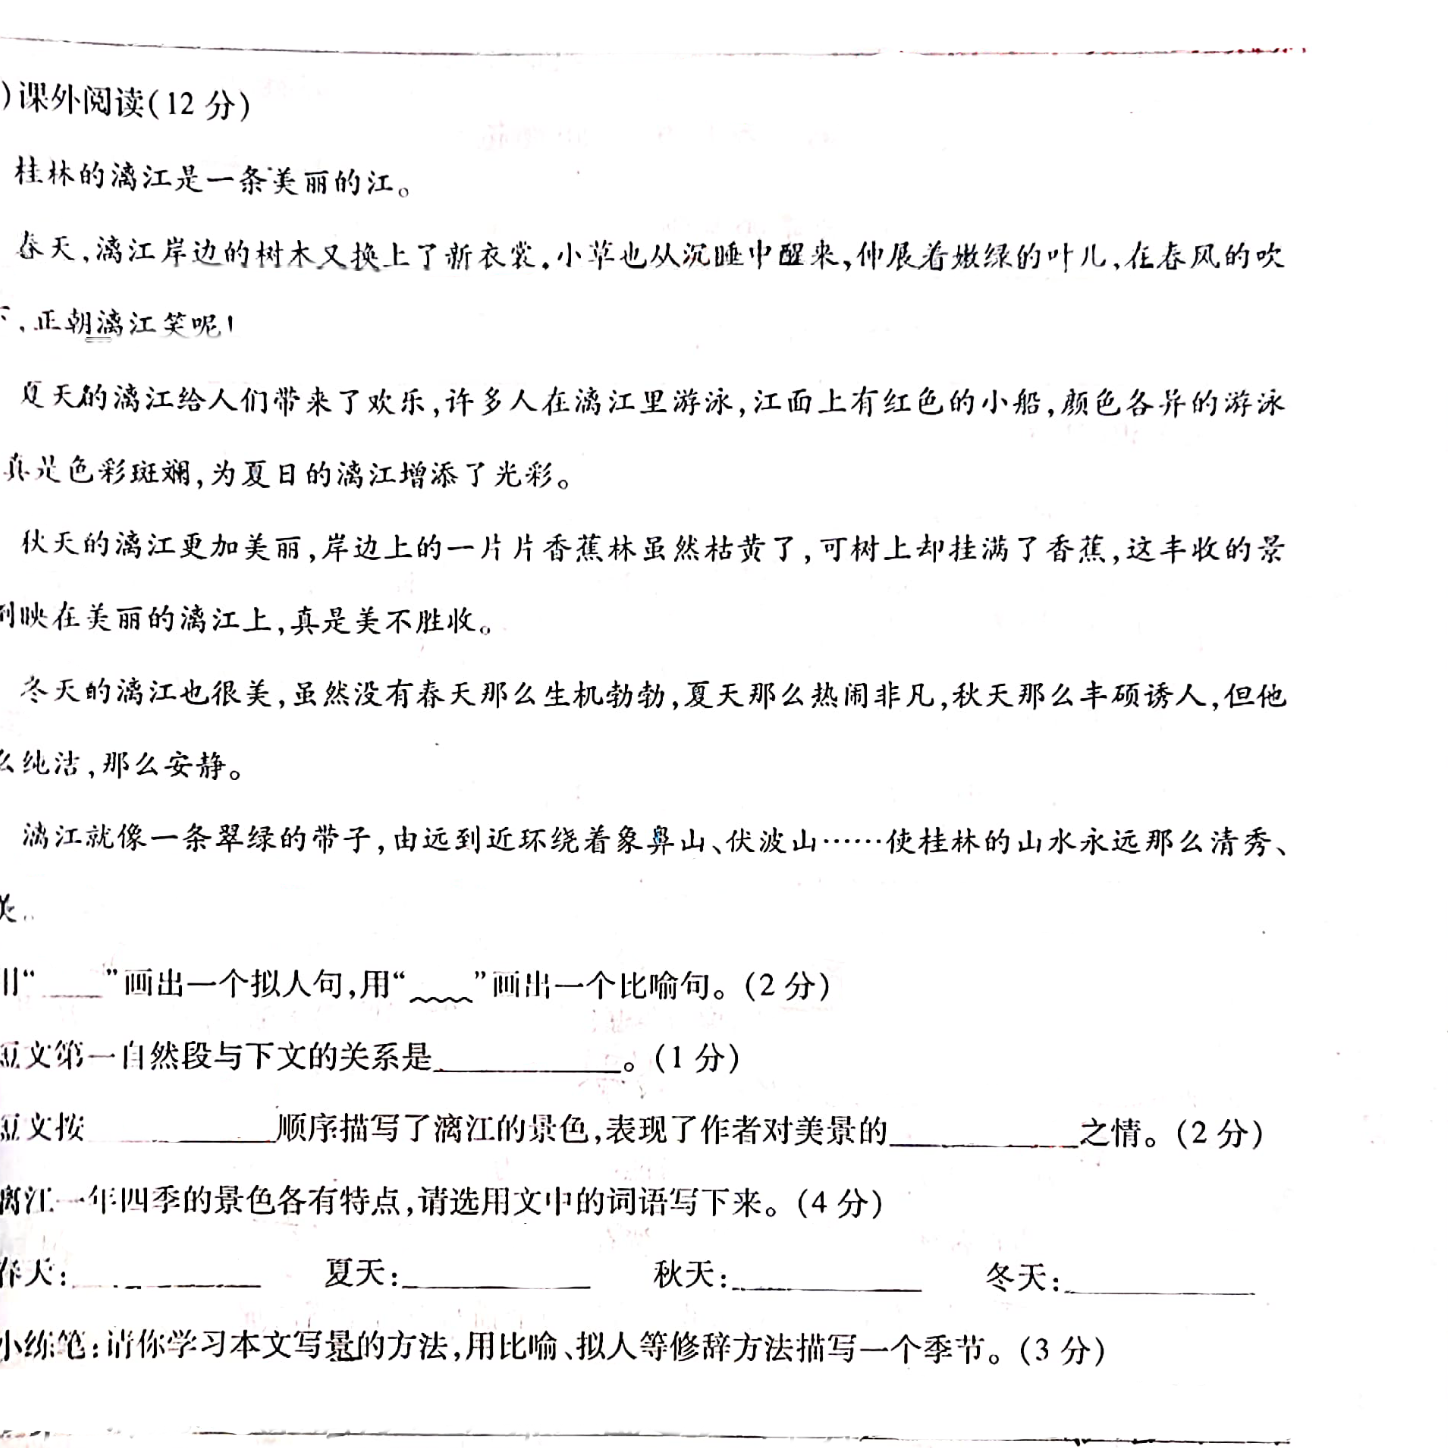 )课外阅读(12 分)
桂林的漓江是一条美丽的江。
春天,漓江岸边的树木又换上了新衣裳,小草也从沉睡中醒来,伸展着嫩绿的叶儿,在春风的吹
,正朝漓江笑呢!
夏天的漓江给人们带来了欢乐,许多人在漓江里游泳,江面上有红色的小船,颜色各异的游泳
真是色彩斑斓,为夏日的漓江增添了光彩。
秋天的漓江更加美丽,岸边上的一片片香蕉林虽然枯黄了,可树上却挂满了香蕉,这丰收的景
映在美丽的漓江上,真是美不胜收。
冬天的漓江也很美,虽然没有春天那么生机勃勃,夏天那么热闹非凡,秋天那么丰硕诱人,但他
么纯洁,那么安静。
漓江就像一条翠绿的带子,由远到近环绕着象鼻山、伏波山……使桂林的山水永远那么清秀、
“____”画出一个拟人句,用“﹏﹏”画出一个比喻句。(2 分)
短文第一自然段与下文的关系是____________。(1 分)
短文按____________顺序描写了漓江的景色,表现了作者对美景的____________之情。(2 分)
漓江一年四季的景色各有特点,请选用文中的词语写下来。(4 分)
春天:____________ 夏天:____________ 秋天:____________ 冬天:____________
小练笔:请你学习本文写景的方法,用比喻、拟人等修辞方法描写一个季节。(3 分)